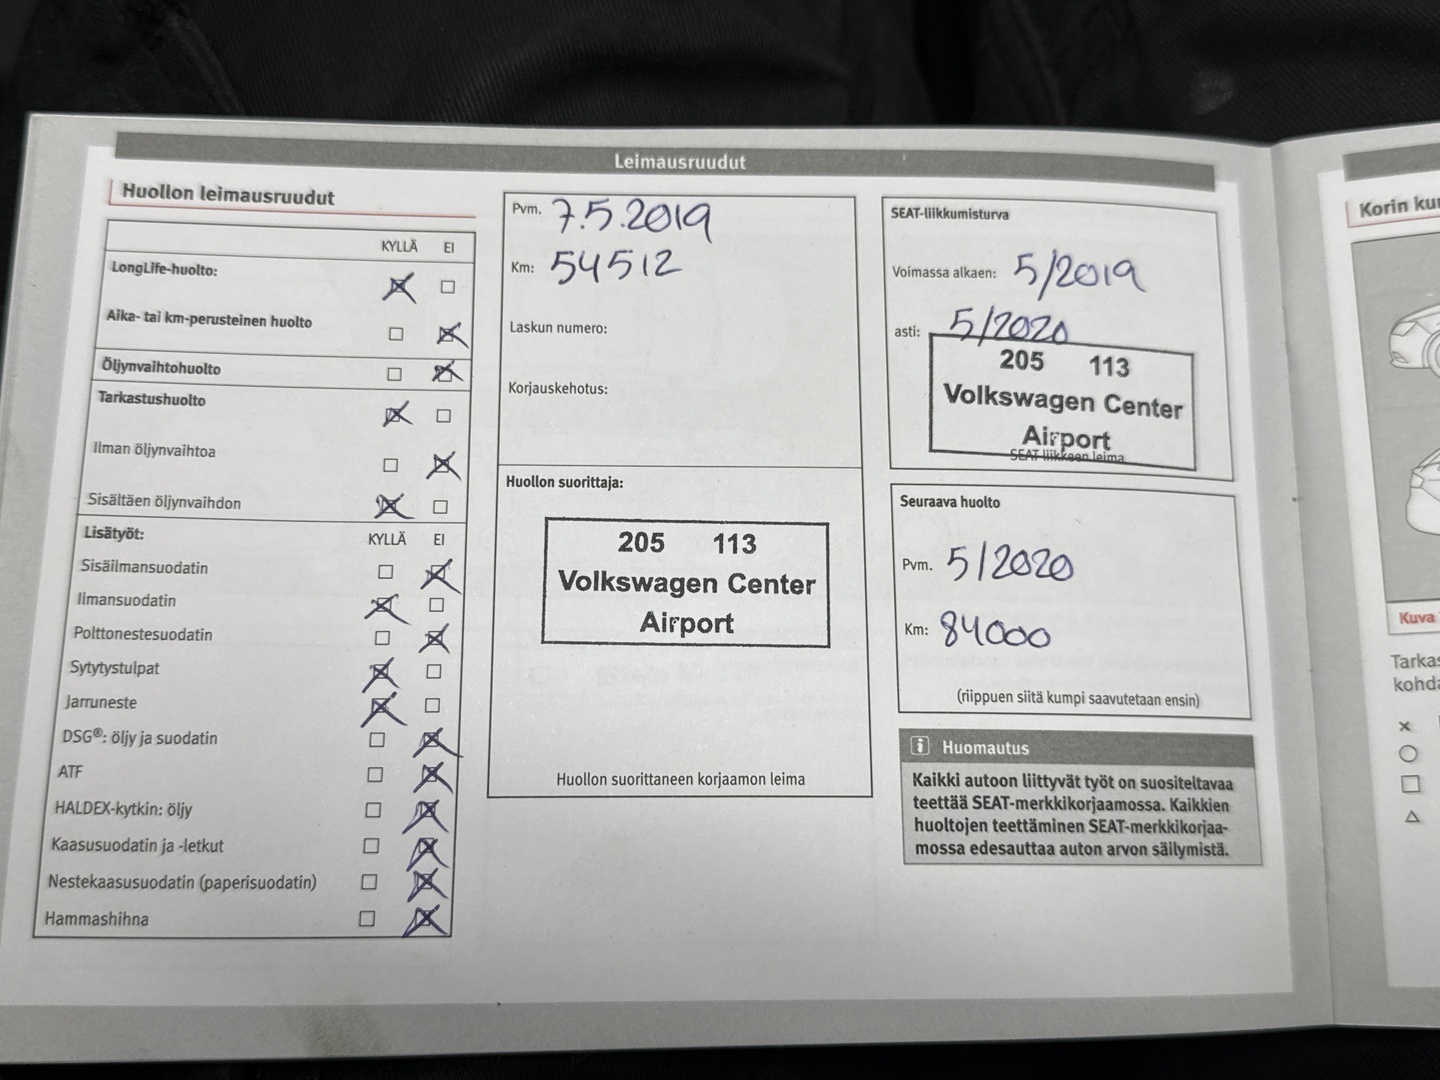 Leimausruudut
Huollon leimausruudut
KYLLÄ EI
LongLife-huolto:
Aika- tai km-perusteinen huolto
Öljynvaihtohuolto
Tarkastushuolto
Ilman öljynvaihtoa
Sisältäen öljynvaihdon
Lisätyöt: KYLLÄ EI
Sisäilmansuodatin
Ilmansuodatin
Polttonestesuodatin
Sytytystulpat
Jarruneste
DSG®: öljy ja suodatin
ATF
HALDEX-kytkin: öljy
Kaasusuodatin ja -letkut
Nestekaasusuodatin (paperisuodatin)
Hammashihna
Pvm. 7.5.2019
Km: 54512
Laskun numero:
Korjauskehotus:
Huollon suorittaja:
205 113
Volkswagen Center
Airport
Huollon suorittaneen korjaamon leima
SEAT-liikkumisturva
Voimassa alkaen: 5/2019
asti: 5/2020
205 113
Volkswagen Center
Airport
SEAT-liikkeen leima
Seuraava huolto
Pvm. 5/2020
Km: 84000
(riippuen siitä kumpi saavutetaan ensin)
i Huomautus
Kaikki autoon liittyvät työt on suositeltavaa
teettää SEAT-merkkikorjaamossa. Kaikkien
huoltojen teettäminen SEAT-merkkikorjaa-
mossa edesauttaa auton arvon säilymistä.
Korin
Kuva